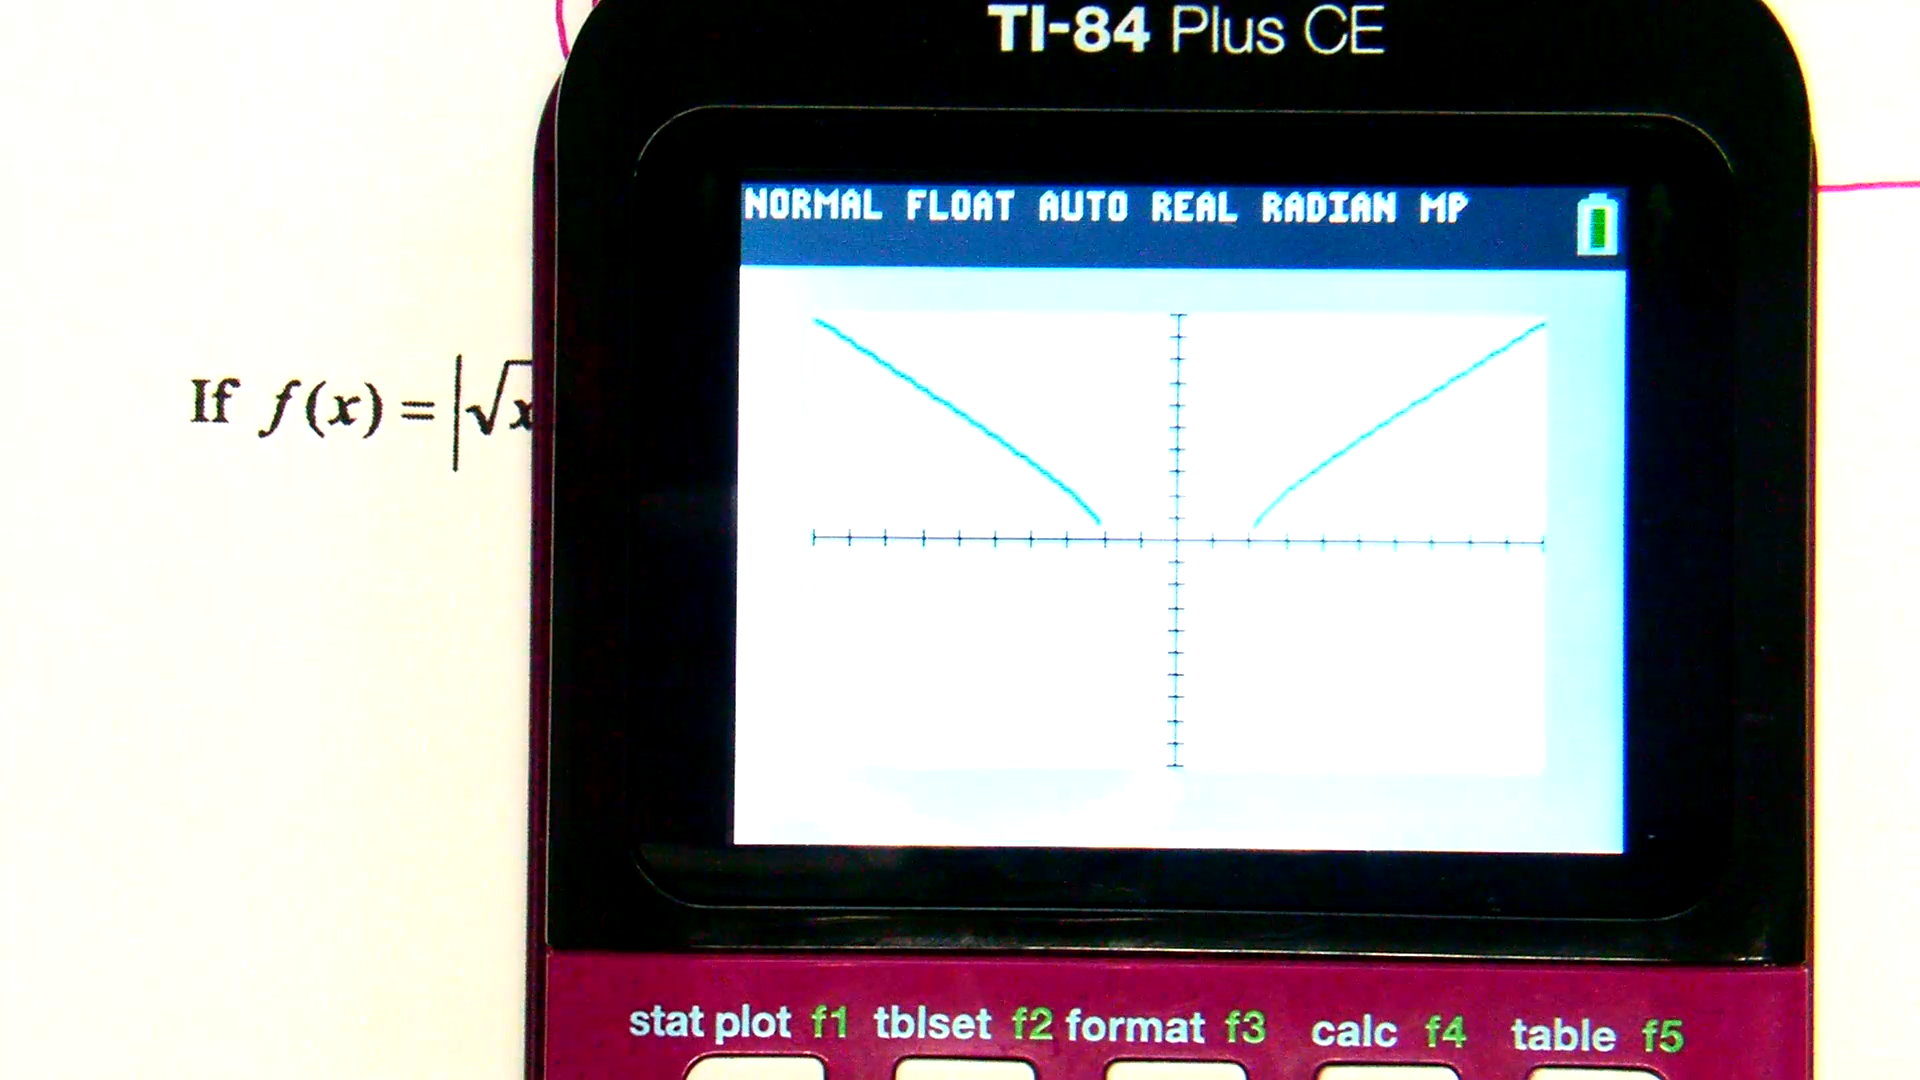 TI-84 Plus CE
NORMAL FLOAT AUTO REAL RADIAN MP
If f(x) = |√x
stat plot f1 tblset f2 format f3 calc f4 table f5